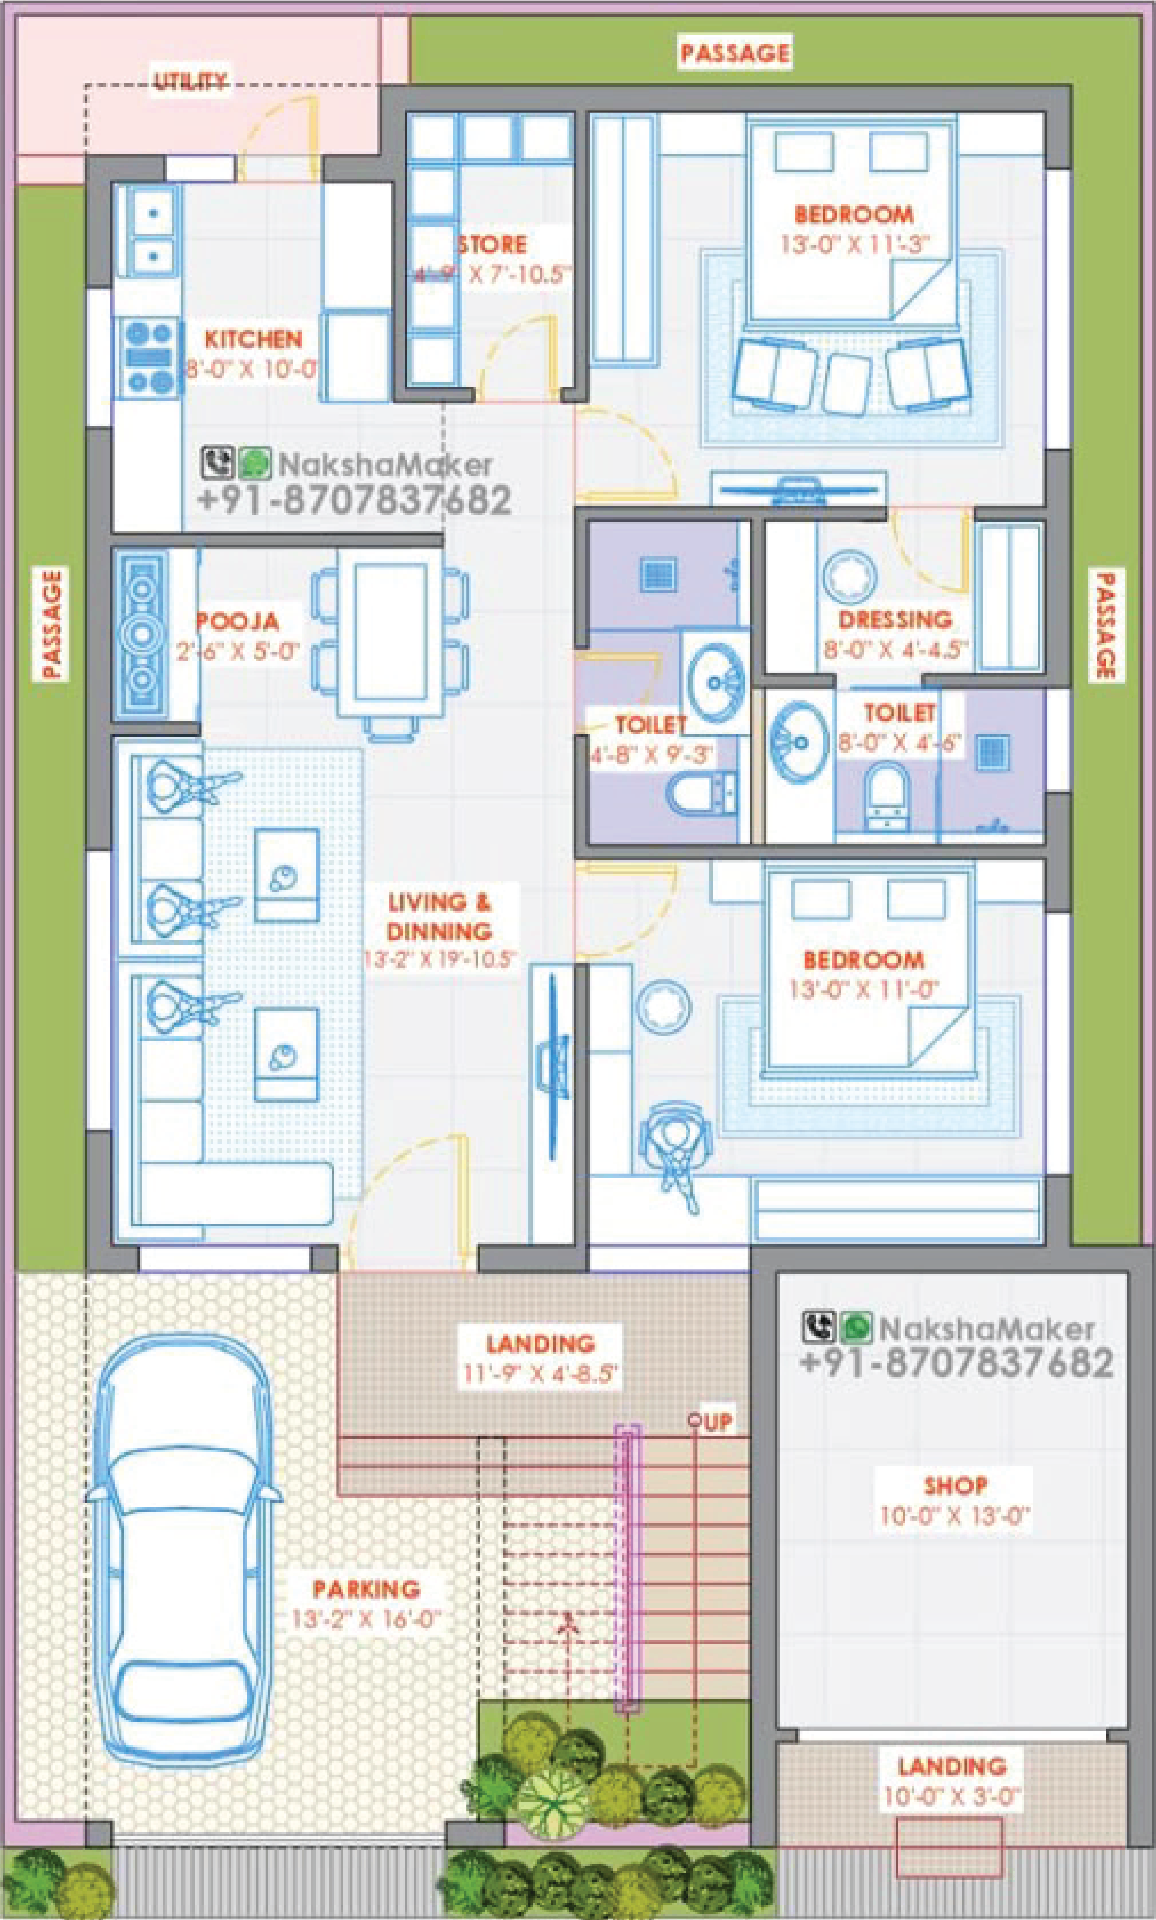 PASSAGE
UTILITY
BEDROOM
13'-0" X 11'-3"
STORE
4'-9" X 7'-10.5"
KITCHEN
8'-0" X 10'-0"
NakshaMaker
+91-8707837682
PASSAGE
PASSAGE
POOJA
2'-6" X 5'-0"
DRESSING
8'-0" X 4'-4.5"
TOILET
4'-8" X 9'-3"
TOILET
8'-0" X 4'-6"
LIVING &
DINNING
13'-2" X 19'-10.5"
BEDROOM
13'-0" X 11'-0"
LANDING
11'-9" X 4'-8.5"
UP
NakshaMaker
+91-8707837682
SHOP
10'-0" X 13'-0"
PARKING
13'-2" X 16'-0"
LANDING
10'-0" X 3'-0"